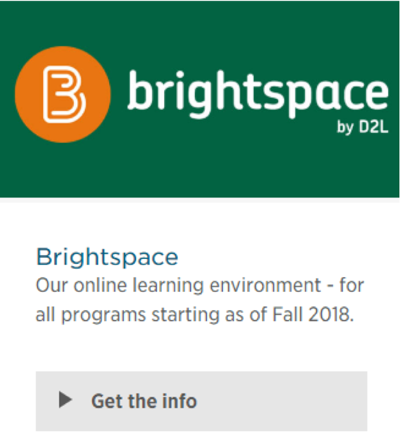 brightspace
by D2L
Brightspace
Our online learning environment - for
all programs starting as of Fall 2018.
Get the info